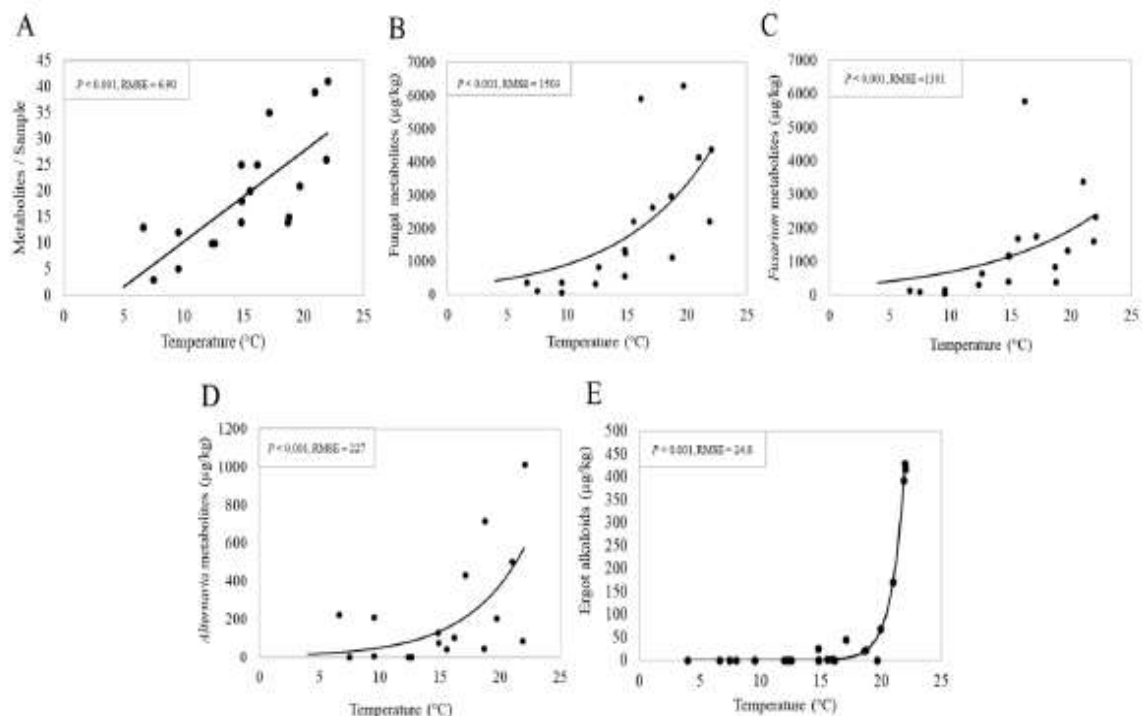 A
P < 0.001, RMSE = 6.90
Metabolites / Sample
45
40
35
30
25
20
15
10
5
0
0 5 10 15 20 25
Temperature (°C)
B
P < 0.001, RMSE = 1503
Fungal metabolites (µg/kg)
7000
6000
5000
4000
3000
2000
1000
0
0 5 10 15 20 25
Temperature (°C)
C
P < 0.001, RMSE =
Fusarium metabolites (µg/kg)
7000
6000
5000
4000
3000
2000
1000
0
0 5 10 15 20 25
Temperature (°C)
D
P < 0.001, RMSE = 227
metabolites (µg/kg)
1200
1000
800
600
400
200
0
0 5 10 15 20 25
Temperature (°C)
E
P < 0.001, RMSE = 24.8
Ergot alkaloids (µg/kg)
500
450
400
350
300
250
200
150
100
50
0
0 5 10 15 20 25
Temperature (°C)